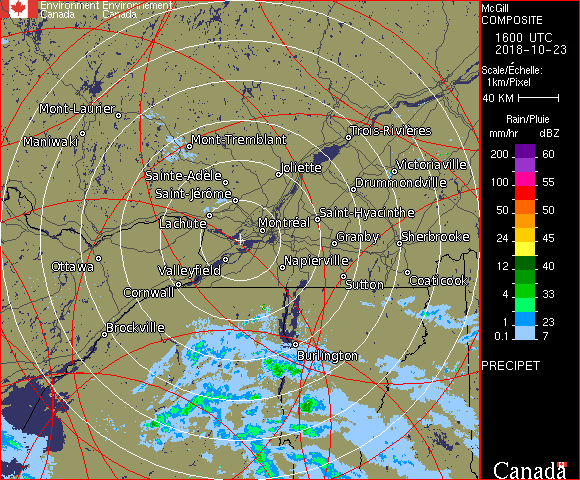 Environment Environnement
Canada Canada
McGill
COMPOSITE
1600 UTC
2018-10-23
Scale/Échelle:
1km/Pixel
40 KM
Rain/Pluie
mm/hr dBZ
200 60
150 57
100 55
50 50
24 45
12 40
4 33
1 23
0.1 7
PRECIPET
Canada
Mont-Laurier
Maniwaki
Mont-Tremblant
Trois-Rivières
Sainte-Adèle
Joliette
Victoriaville
Saint-Jérôme
Drummondville
Lachute
Montréal
Saint-Hyacinthe
Granby
Sherbrooke
Ottawa
Valleyfield
Napierville
Cornwall
Sutton
Coaticook
Brockville
Burlington